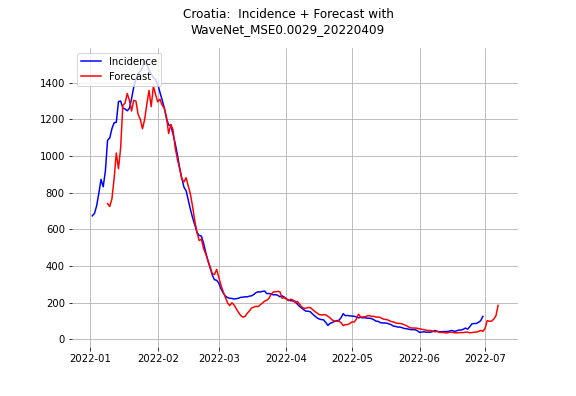 Croatia: Incidence + Forecast with
WaveNet_MSE0.0029_20220409
Incidence
Forecast
1400
1200
1000
800
600
400
200
0
2022-01 2022-02 2022-03 2022-04 2022-05 2022-06 2022-07